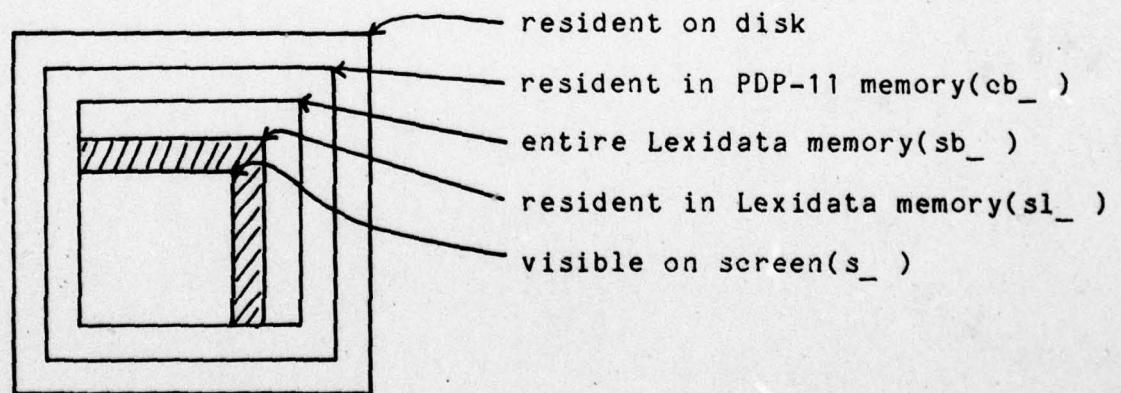 resident on disk
resident in PDP-11 memory(cb_ )
entire Lexidata memory(sb_ )
resident in Lexidata memory(sl_ )
visible on screen(s_ )